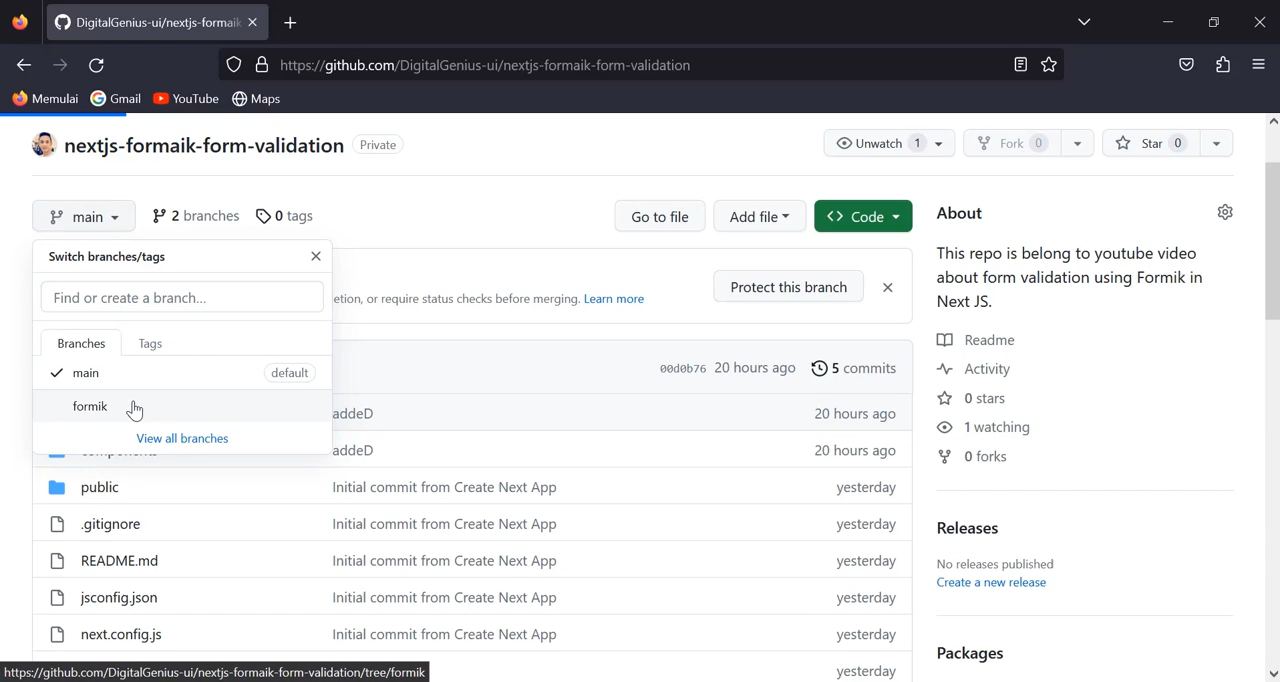 DigitalGenius-ui/nextjs-formaik
https://github.com/DigitalGenius-ui/nextjs-formaik-form-validation
Memulai Gmail YouTube Maps
nextjs-formaik-form-validation Private
Unwatch 1 Fork 0 Star 0
main 2 branches 0 tags Go to file Add file Code
Switch branches/tags
Find or create a branch...
etion, or require status checks before merging. Learn more
Protect this branch
Branches Tags
main default
formik
View all branches
00d0b76 20 hours ago 5 commits
addeD 20 hours ago
addeD 20 hours ago
public Initial commit from Create Next App yesterday
.gitignore Initial commit from Create Next App yesterday
README.md Initial commit from Create Next App yesterday
jsconfig.json Initial commit from Create Next App yesterday
next.config.js Initial commit from Create Next App yesterday
yesterday
About
This repo is belong to youtube video
about form validation using Formik in
Next JS.
Readme
Activity
0 stars
1 watching
0 forks
Releases
No releases published
Create a new release
Packages
https://github.com/DigitalGenius-ui/nextjs-formaik-form-validation/tree/formik